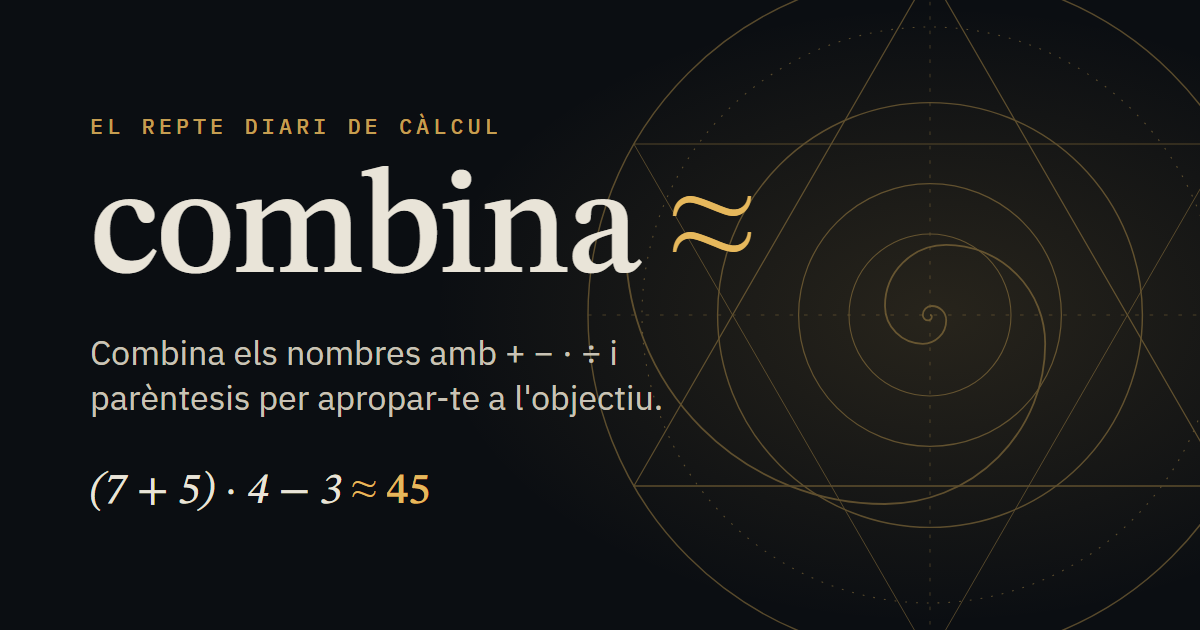 EL REPTE DIARI DE CÀLCUL
combina ≈
Combina els nombres amb + − · ÷ i
parèntesis per apropar-te a l'objectiu.
(7 + 5) · 4 − 3 ≈ 45